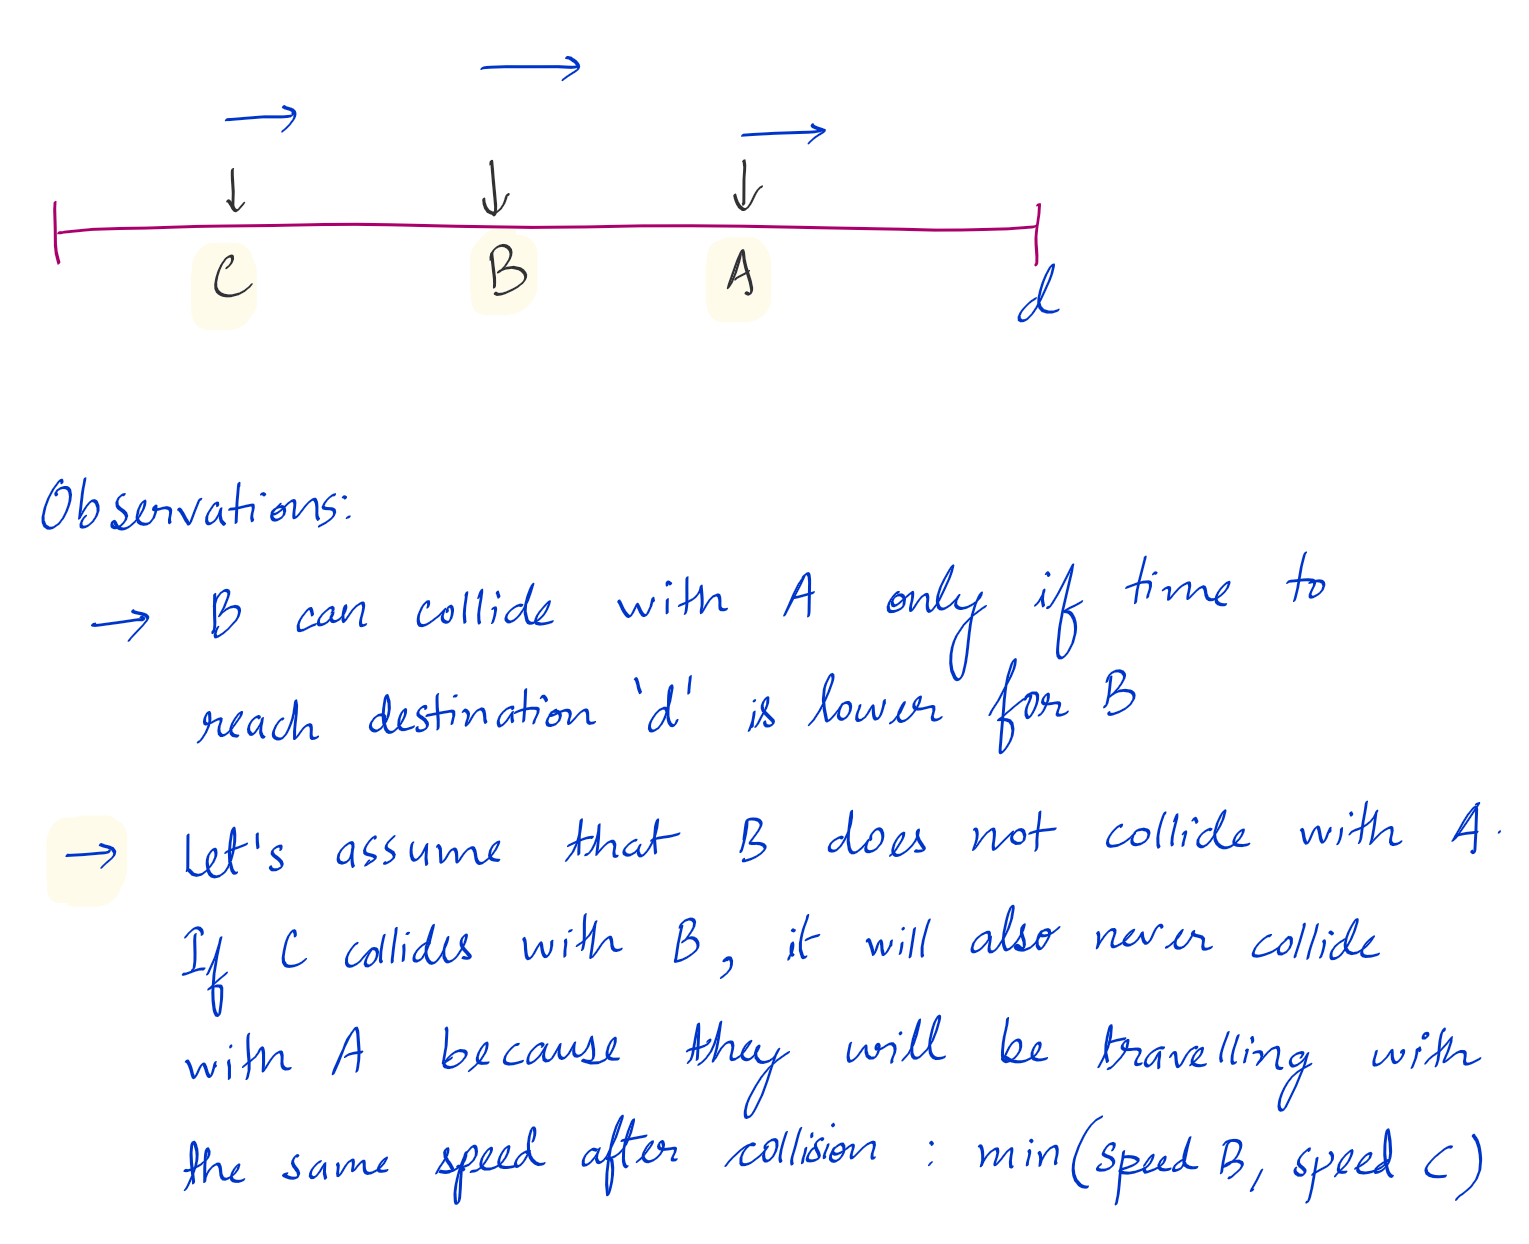 C B A
d
Observations:
→ B can collide with A only if time to
reach destination 'd' is lower for B
→ Let's assume that B does not collide with A.
If C collides with B, it will also never collide
with A because they will be travelling with
the same speed after collision : min(speed B, speed C)